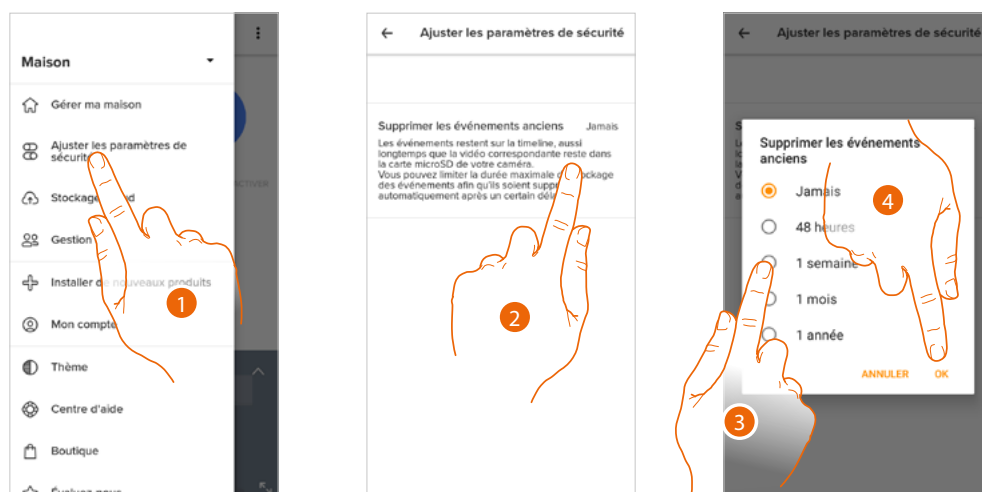 Maison
Gérer ma maison
Ajuster les paramètres de
sécurité
Stockage
Gestion
Installer de nouveaux produits
Mon compte
Thème
Centre d'aide
Boutique
Évaluez-nous
1
Ajuster les paramètres de sécurité
Supprimer les événements anciens Jamais
Les événements restent sur la timeline, aussi
longtemps que la vidéo correspondante reste dans
la carte microSD de votre caméra.
Vous pouvez limiter la durée maximale
des événements afin qu'ils soient
automatiquement après un certain
2
Ajuster les paramètres de sécurité
Supprimer les événements
anciens
Jamais
48 heures
1 semaine
1 mois
1 année
ANNULER OK
3
4